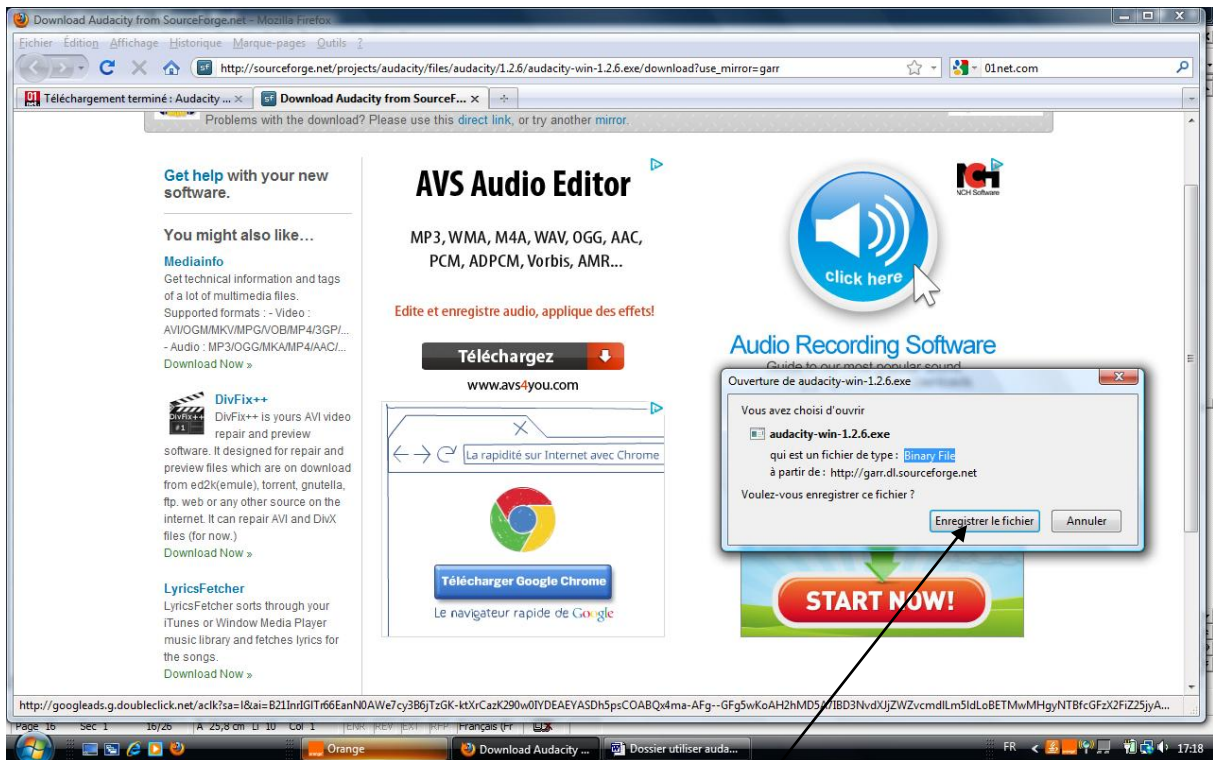 Download Audacity from SourceForge.net - Mozilla Firefox
Fichier Édition Affichage Historique Marque-pages Outils ?
http://sourceforge.net/projects/audacity/files/audacity/1.2.6/audacity-win-1.2.6.exe/download?use_mirror=garr
01net.com
Téléchargement terminé : Audacity ...
Download Audacity from SourceF...
Problems with the download? Please use this direct link, or try another mirror.
Get help with your new
software.
You might also like…
Mediainfo
Get technical information and tags
of a lot of multimedia files.
Supported formats : - Video :
AVI/OGM/MKV/MPG/VOB/MP4/3GP/...
- Audio : MP3/OGG/MKA/MP4/AAC/...
Download Now »
DivFix++
#1
DivFix++
DivFix++ is yours AVI video
repair and preview
software. It designed for repair and
preview files which are on download
from ed2k(emule), torrent, gnutella,
ftp. web or any other source on the
internet. It can repair AVI and DivX
files (for now.)
Download Now »
LyricsFetcher
LyricsFetcher sorts through your
iTunes or Window Media Player
music library and fetches lyrics for
the songs.
Download Now »
AVS Audio Editor
MP3, WMA, M4A, WAV, OGG, AAC,
PCM, ADPCM, Vorbis, AMR...
Edite et enregistre audio, applique des effets!
Téléchargez
www.avs4you.com
La rapidité sur Internet avec Chrome
Télécharger Google Chrome
Le navigateur rapide de Google
NCH
NCH Software
click here
Audio Recording Software
Guide to our most popular sound
Ouverture de audacity-win-1.2.6.exe
Vous avez choisi d'ouvrir
audacity-win-1.2.6.exe
qui est un fichier de type : Binary File
à partir de : http://garr.dl.sourceforge.net
Voulez-vous enregistrer ce fichier ?
Enregistrer le fichier
Annuler
START NOW!
Page 16 Sec 1 16/26 À 25,8 cm Li 10 Col 1 ENR REV EXT RFP Français (Fr
Orange
Download Audacity ...
Dossier utiliser auda...
FR
17:18